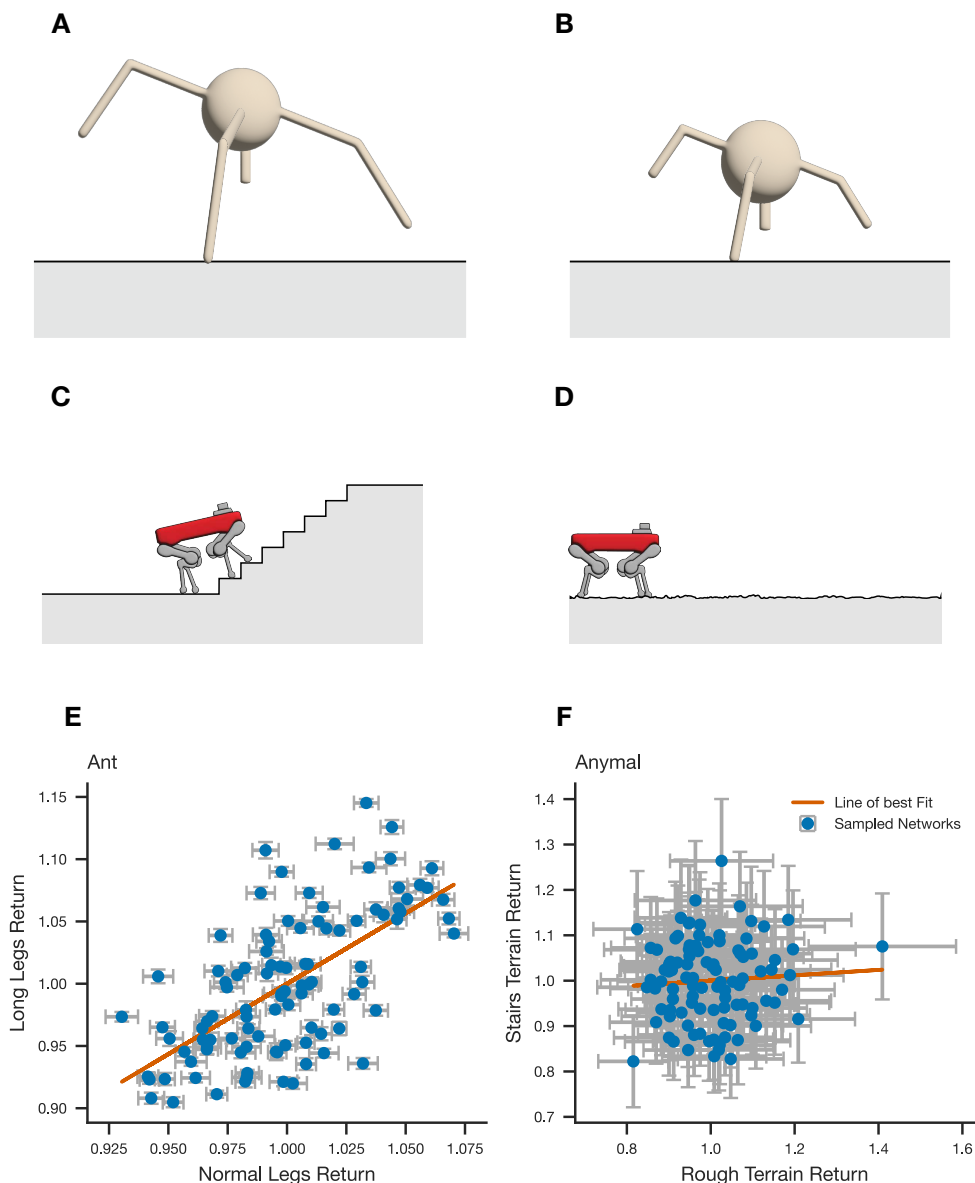 A
B
C
D
E
F
Ant
Anymal
1.15
1.10
1.05
1.00
0.95
0.90
Long Legs Return
0.925
0.950
0.975
1.000
1.025
1.050
1.075
Normal Legs Return
1.4
1.3
1.2
1.1
1.0
0.9
0.8
0.7
Stairs Terrain Return
Line of best Fit
Sampled Networks
0.8
1.0
1.2
1.4
1.6
Rough Terrain Return